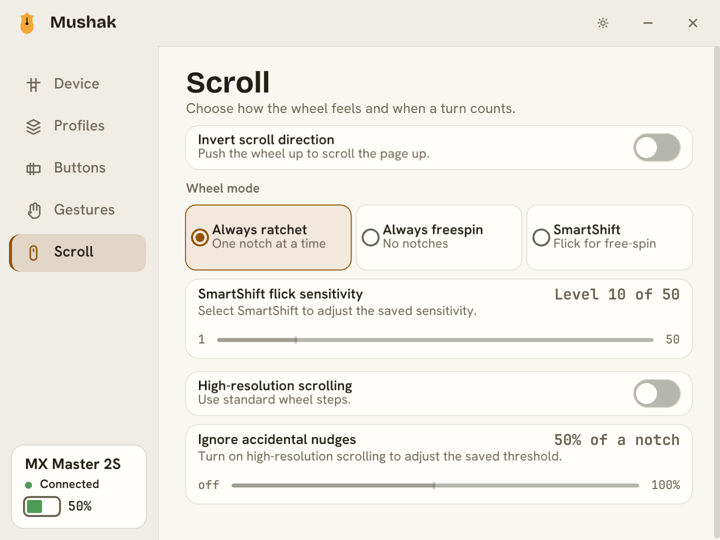 Mushak
Device
Profiles
Buttons
Gestures
Scroll
MX Master 2S
Connected
50%
Scroll
Choose how the wheel feels and when a turn counts.
Invert scroll direction
Push the wheel up to scroll the page up.
Wheel mode
Always ratchet
One notch at a time
Always freespin
No notches
SmartShift
Flick for free-spin
SmartShift flick sensitivity
Level 10 of 50
Select SmartShift to adjust the saved sensitivity.
1
50
High-resolution scrolling
Use standard wheel steps.
Ignore accidental nudges
50% of a notch
Turn on high-resolution scrolling to adjust the saved threshold.
off
100%